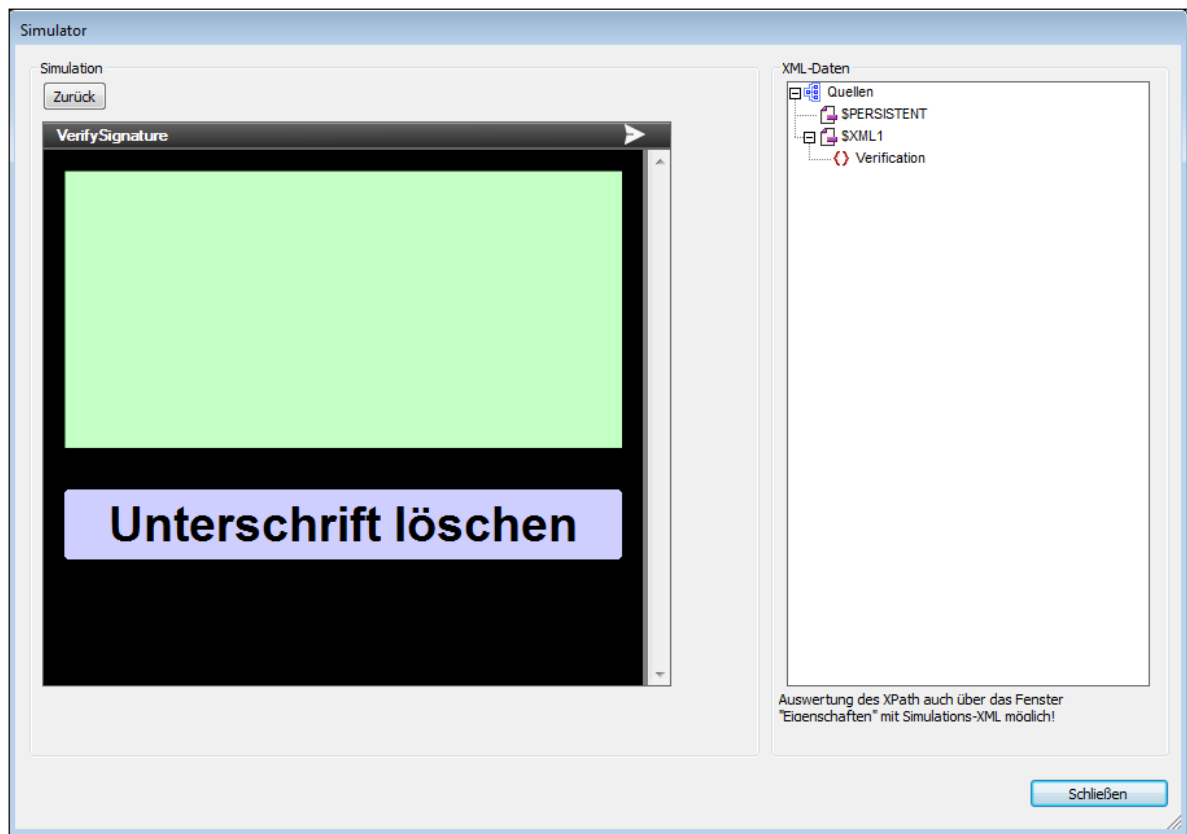 Simulator
Simulation
Zurück
VerifySignature
Unterschrift löschen
XML-Daten
Quellen
$PERSISTENT
$XML1
Verification
Auswertung des XPath auch über das Fenster
"Eigenschaften" mit Simulations-XML möglich!
Schließen